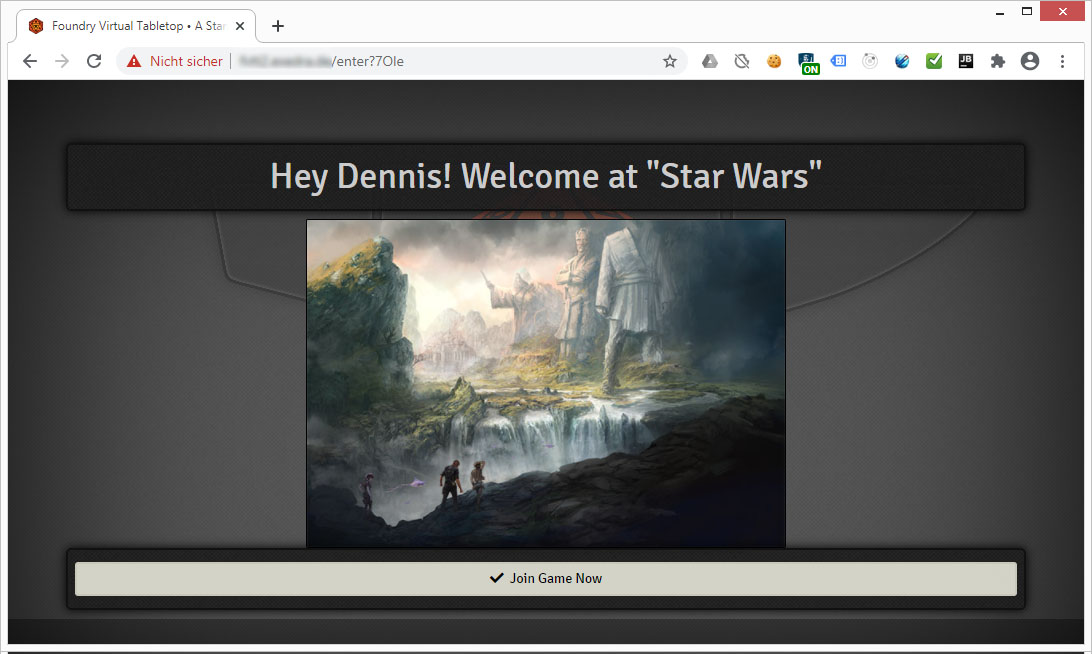 Foundry Virtual Tabletop • A Star
Nicht sicher
/enter?7Ole
ON
JB
Hey Dennis! Welcome at "Star Wars"
Join Game Now